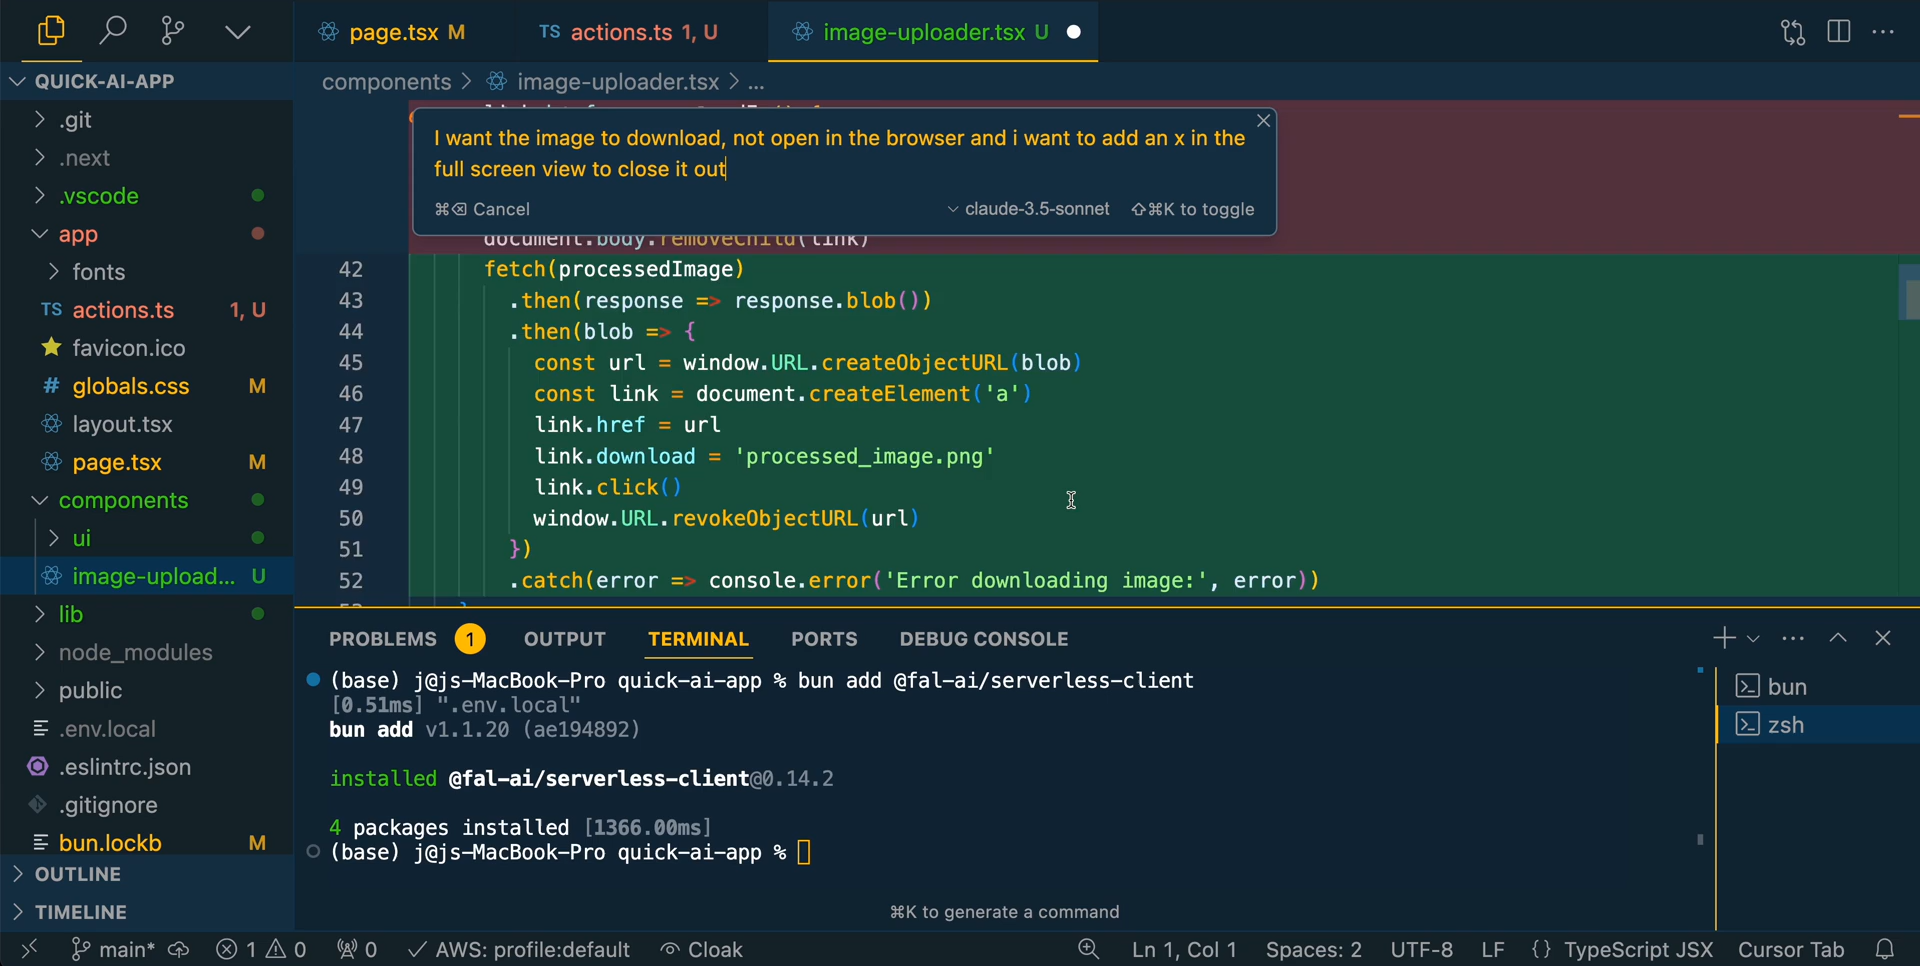 page.tsx M
TS actions.ts 1, U
image-uploader.tsx U
QUICK-AI-APP
components > image-uploader.tsx > ...
.git
.next
.vscode
app
fonts
TS actions.ts 1, U
favicon.ico
# globals.css M
layout.tsx
page.tsx M
components
ui
image-upload... U
lib
node_modules
public
.env.local
.eslintrc.json
.gitignore
bun.lockb M
OUTLINE
TIMELINE
I want the image to download, not open in the browser and i want to add an x in the
full screen view to close it out
⌘⌫ Cancel
claude-3.5-sonnet
⇧⌘K to toggle
document.body.removeChild(link)
42 fetch(processedImage)
43 .then(response => response.blob())
44 .then(blob => {
45 const url = window.URL.createObjectURL(blob)
46 const link = document.createElement('a')
47 link.href = url
48 link.download = 'processed_image.png'
49 link.click()
50 window.URL.revokeObjectURL(url)
51 })
52 .catch(error => console.error('Error downloading image:', error))
PROBLEMS 1 OUTPUT TERMINAL PORTS DEBUG CONSOLE
(base) j@js-MacBook-Pro quick-ai-app % bun add @fal-ai/serverless-client
[0.51ms] ".env.local"
bun add v1.1.20 (ae194892)
installed @fal-ai/serverless-client@0.14.2
4 packages installed [1366.00ms]
(base) j@js-MacBook-Pro quick-ai-app %
bun
zsh
⌘K to generate a command
main* 1 0 0 AWS: profile:default Cloak Ln 1, Col 1 Spaces: 2 UTF-8 LF {} TypeScript JSX Cursor Tab